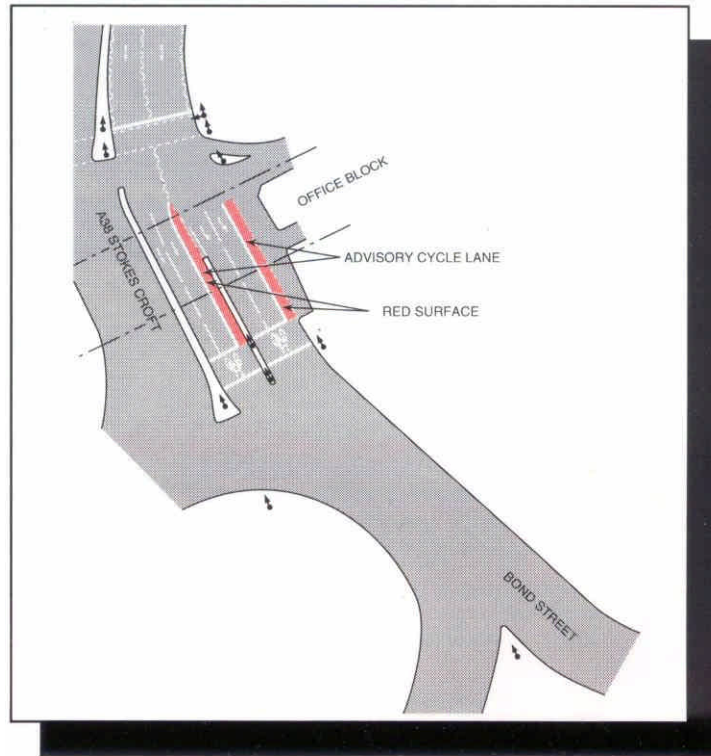 OFFICE BLOCK
A38 STOKES CROFT
ADVISORY CYCLE LANE
RED SURFACE
BOND STREET